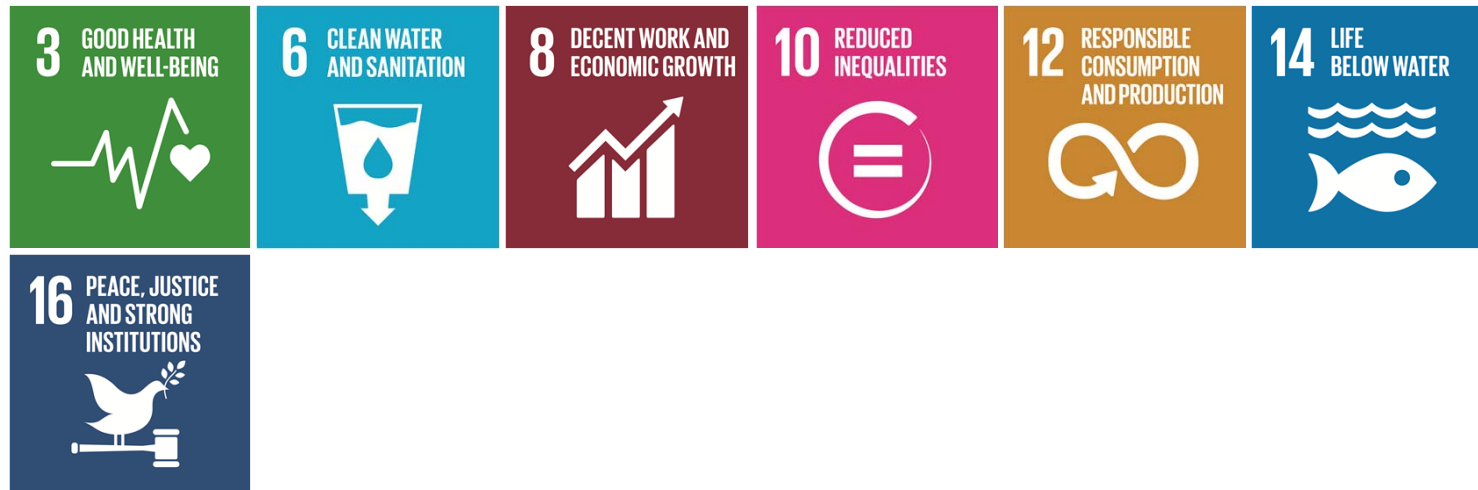 3 GOOD HEALTH
AND WELL-BEING
6 CLEAN WATER
AND SANITATION
8 DECENT WORK AND
ECONOMIC GROWTH
10 REDUCED
INEQUALITIES
12 RESPONSIBLE
CONSUMPTION
AND PRODUCTION
14 LIFE
BELOW WATER
16 PEACE, JUSTICE
AND STRONG
INSTITUTIONS